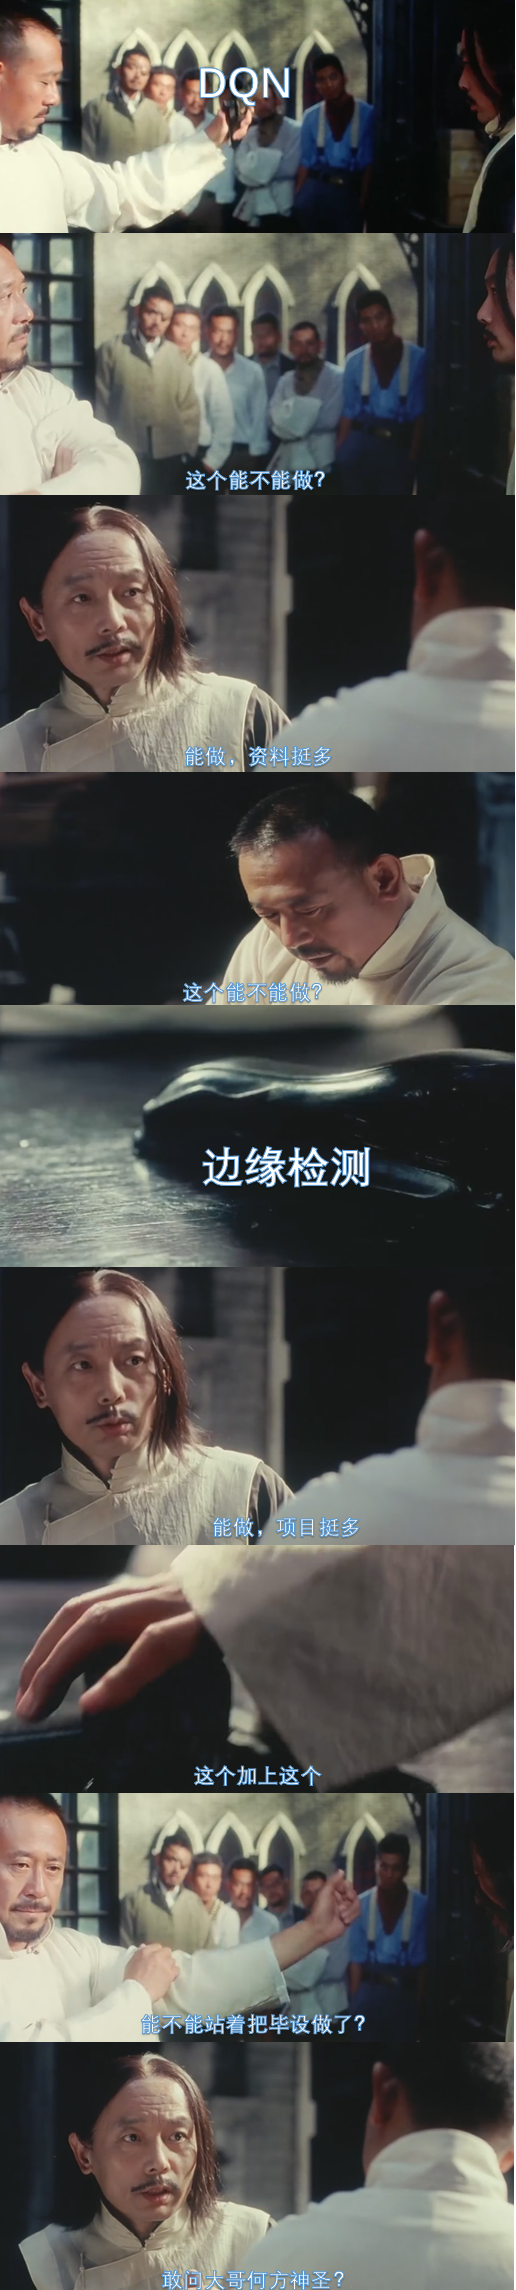 DQN
这个能不能做?
能做，资料挺多
这个能不能做?
边缘检测
能做，项目挺多
这个加上这个
能不能站着把毕设做了?
敢问大哥何方神圣?